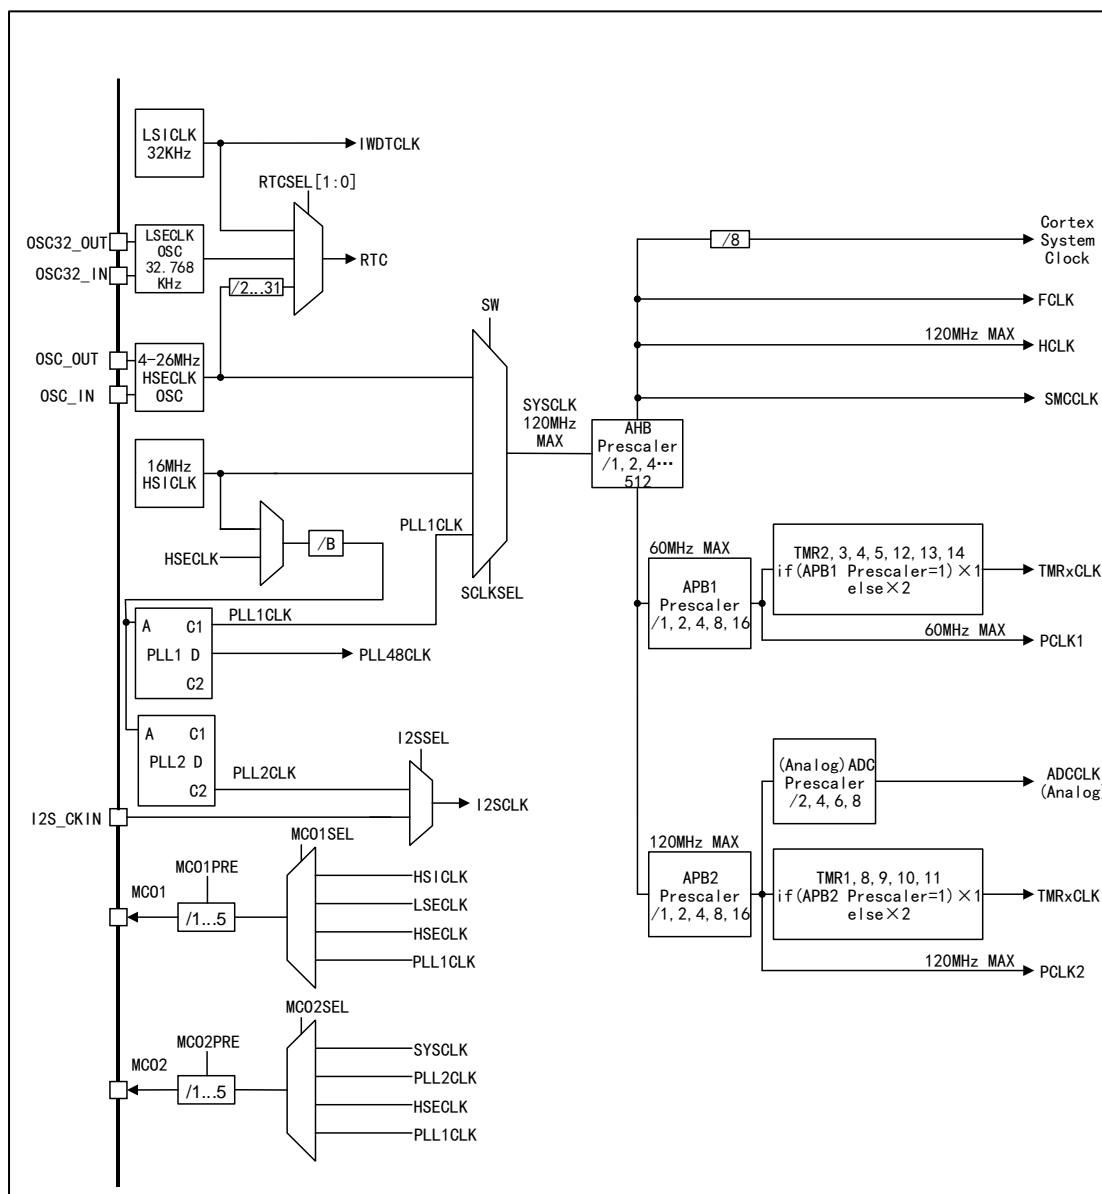 LSICLK
32KHz
IWDTCLK
RTCSEL[1:0]
OSC32_OUT
OSC32_IN
LSECLK
OSC
32.768
KHz
RTC
/2...31
SW
OSC_OUT
OSC_IN
4-26MHz
HSECLK
OSC
16MHz
HSICLK
HSECLK
/B
PLL1CLK
SCLKSEL
SYSCLK
120MHz
MAX
AHB
Prescaler
/1,2,4…
512
/8
Cortex
System
Clock
FCLK
120MHz MAX
HCLK
SMCCLK
A C1
PLL1 D
C2
PLL1CLK
PLL48CLK
A C1
PLL2 D
C2
PLL2CLK
I2SSEL
I2SCLK
I2S_CKIN
60MHz MAX
APB1
Prescaler
/1,2,4,8,16
TMR2,3,4,5,12,13,14
if(APB1 Prescaler=1)×1
else×2
TMRxCLK
60MHz MAX
PCLK1
(Analog)ADC
Prescaler
/2,4,6,8
ADCCLK
(Analog)
120MHz MAX
APB2
Prescaler
/1,2,4,8,16
TMR1,8,9,10,11
if(APB2 Prescaler=1)×1
else×2
TMRxCLK
120MHz MAX
PCLK2
MCO1SEL
MCO1PRE
MCO1
/1...5
HSICLK
LSECLK
HSECLK
PLL1CLK
MCO2SEL
MCO2PRE
MCO2
/1...5
SYSCLK
PLL2CLK
HSECLK
PLL1CLK